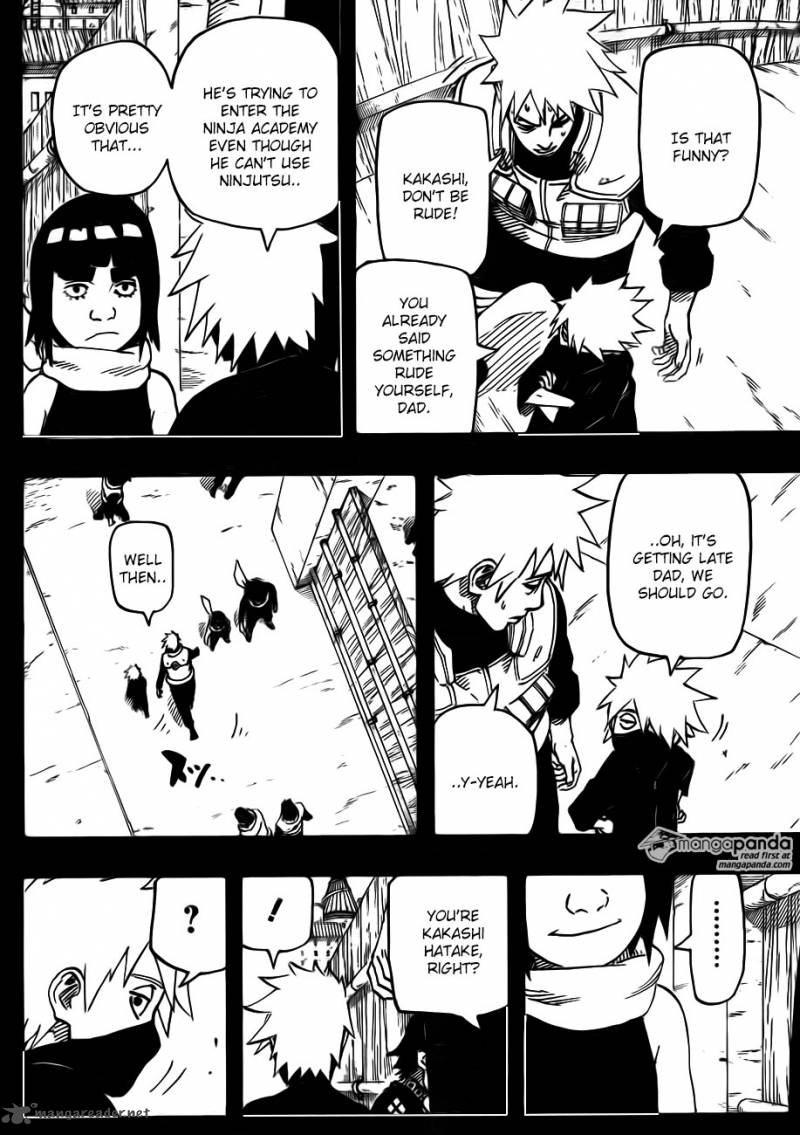 IS THAT
FUNNY?
KAKASHI,
DON'T BE
RUDE!
YOU
ALREADY
SAID
SOMETHING
RUDE
YOURSELF,
DAD.
HE'S TRYING TO
ENTER THE
NINJA ACADEMY
EVEN THOUGH
HE CAN'T USE
NINJUTSU..
IT'S PRETTY
OBVIOUS
THAT...
..OH, IT'S
GETTING LATE
DAD, WE
SHOULD GO.
..Y-YEAH.
WELL
THEN..
スッ..
........
YOU'RE
KAKASHI
HATAKE,
RIGHT?
!
?
mangapanda
read first at
mangapanda.com
mangareader.net